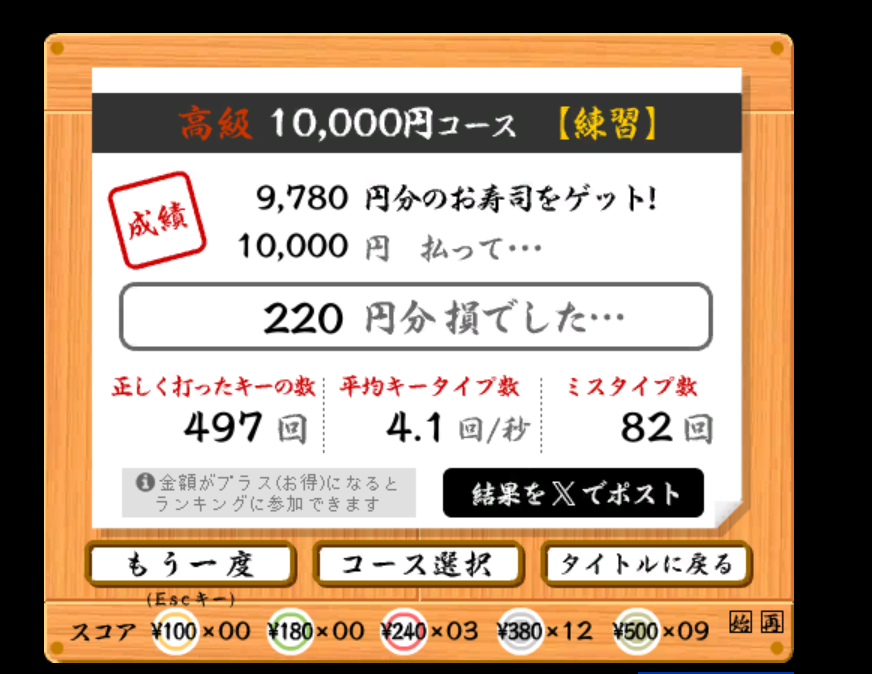 高級 10,000円コース 【練習】
成績
9,780 円分のお寿司をゲット!
10,000 円 払って…
220 円分 損でした…
正しく打ったキーの数 平均キータイプ数 ミスタイプ数
497 回 4.1 回/秒 82 回
金額がプラス(お得)になると
ランキングに参加できます
結果を𝕏でポスト
もう一度 コース選択 タイトルに戻る
(Escキー)
スコア ¥100×00 ¥180×00 ¥240×03 ¥380×12 ¥500×09 始 再